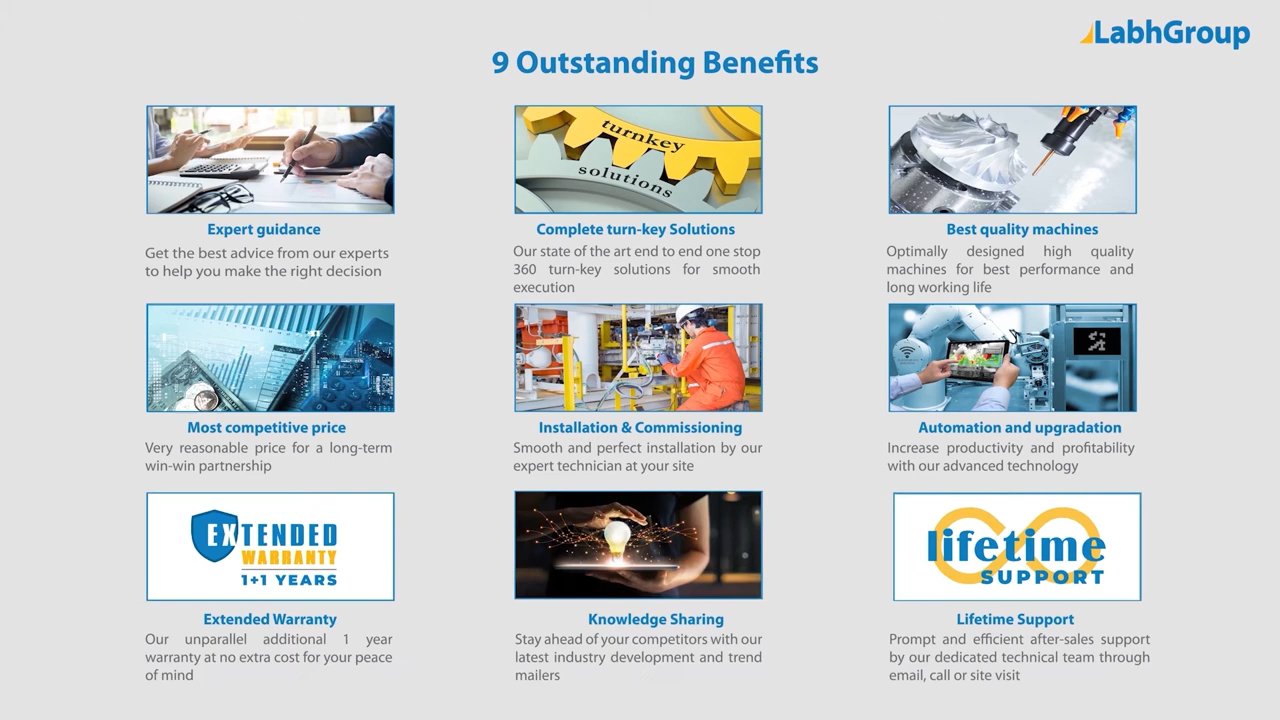 LabhGroup
9 Outstanding Benefits
turnkey
solutions
Expert guidance
Get the best advice from our experts
to help you make the right decision
Complete turn-key Solutions
Our state of the art end to end one stop
360 turn-key solutions for smooth
execution
Best quality machines
Optimally designed high quality
machines for best performance and
long working life
Most competitive price
Very reasonable price for a long-term
win-win partnership
Installation & Commissioning
Smooth and perfect installation by our
expert technician at your site
Automation and upgradation
Increase productivity and profitability
with our advanced technology
EXTENDED
WARRANTY
1+1 YEARS
Extended Warranty
Our unparallel additional 1 year
warranty at no extra cost for your peace
of mind
Knowledge Sharing
Stay ahead of your competitors with our
latest industry development and trend
mailers
lifetime
SUPPORT
Lifetime Support
Prompt and efficient after-sales support
by our dedicated technical team through
email, call or site visit